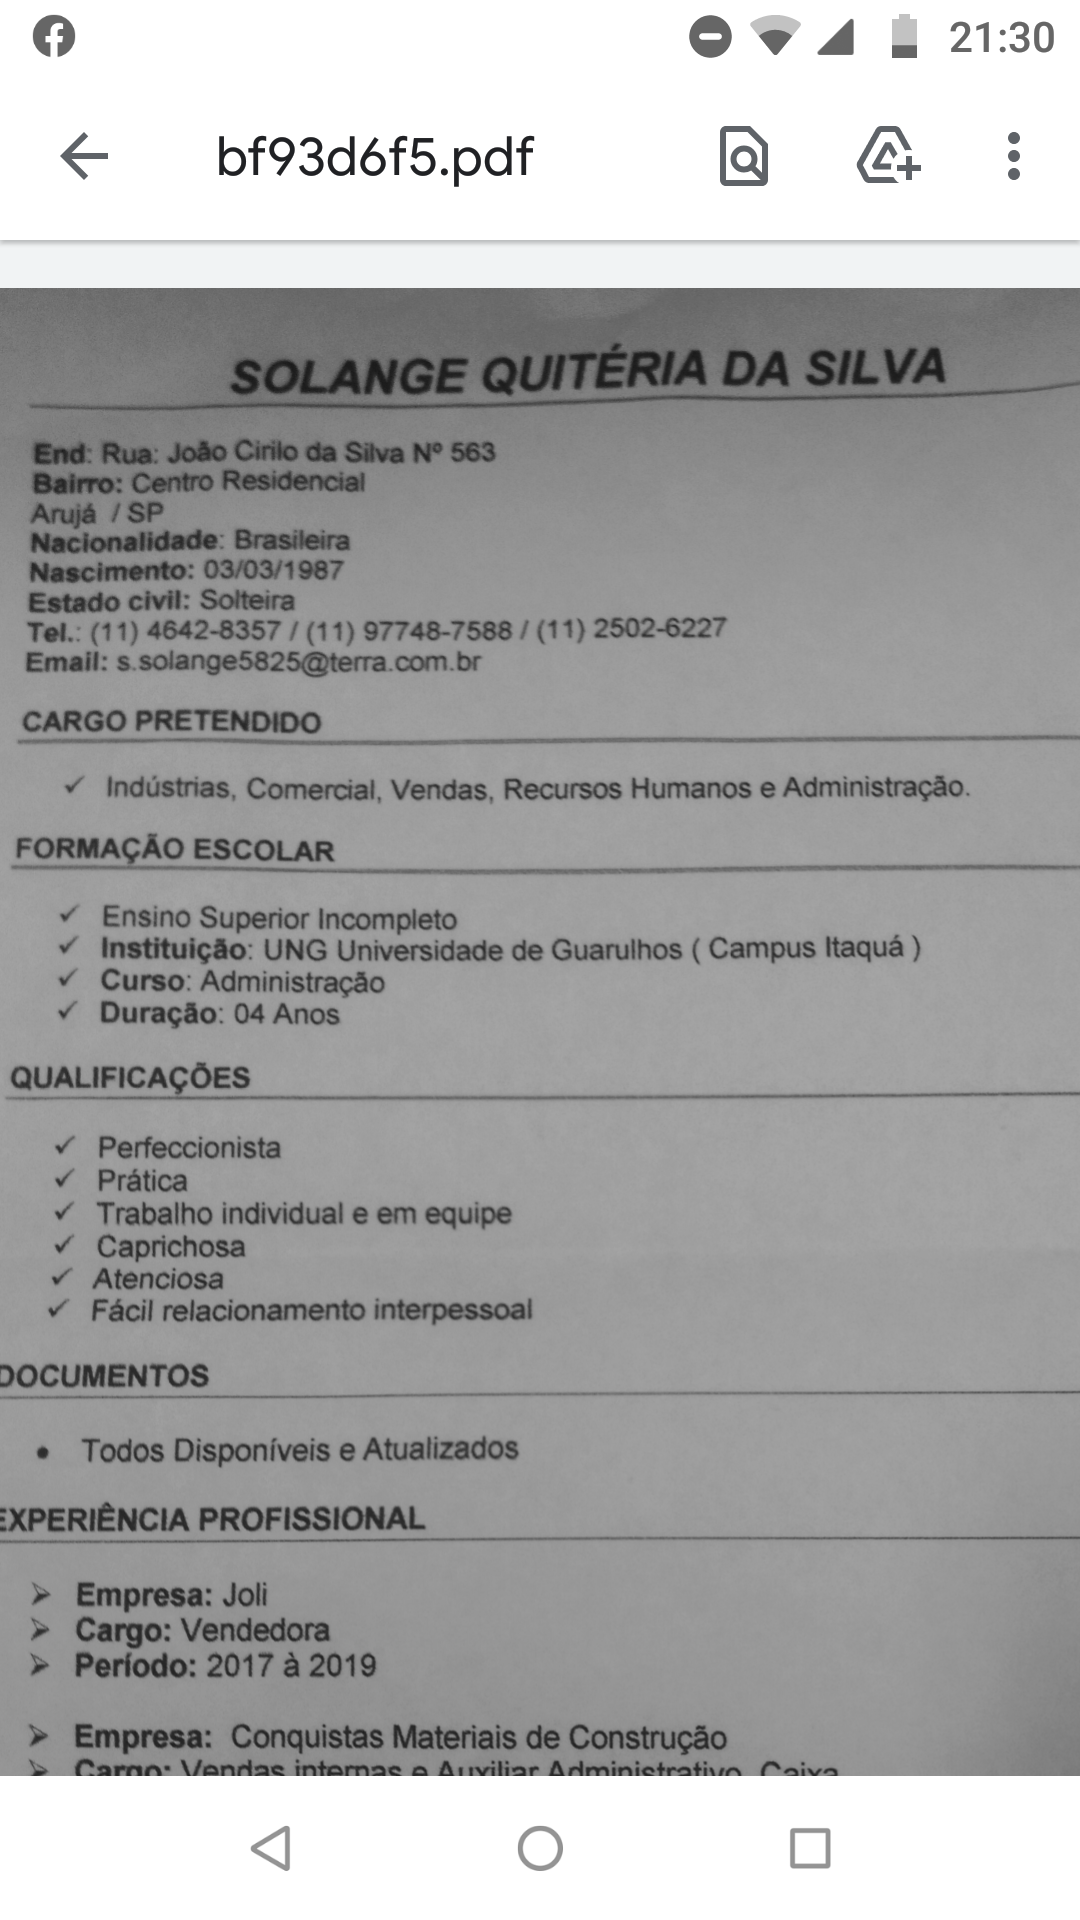 21:30
bf93d6f5.pdf
SOLANGE QUITÉRIA DA SILVA
End: Rua: João Cirilo da Silva Nº 563
Bairro: Centro Residencial
Arujá / SP
Nacionalidade: Brasileira
Nascimento: 03/03/1987
Estado civil: Solteira
Tel.: (11) 4642-8357 / (11) 97748-7588 / (11) 2502-6227
Email: s.solange5825@terra.com.br
CARGO PRETENDIDO
✓ Indústrias, Comercial, Vendas, Recursos Humanos e Administração.
FORMAÇÃO ESCOLAR
✓ Ensino Superior Incompleto
✓ Instituição: UNG Universidade de Guarulhos ( Campus Itaquá )
✓ Curso: Administração
✓ Duração: 04 Anos
QUALIFICAÇÕES
✓ Perfeccionista
✓ Prática
✓ Trabalho individual e em equipe
✓ Caprichosa
✓ Atenciosa
✓ Fácil relacionamento interpessoal
DOCUMENTOS
• Todos Disponíveis e Atualizados
EXPERIÊNCIA PROFISSIONAL
➢ Empresa: Joli
➢ Cargo: Vendedora
➢ Período: 2017 à 2019
➢ Empresa: Conquistas Materiais de Construção
➢ Cargo: Vendas internas e Auxiliar Administrativo, Caixa